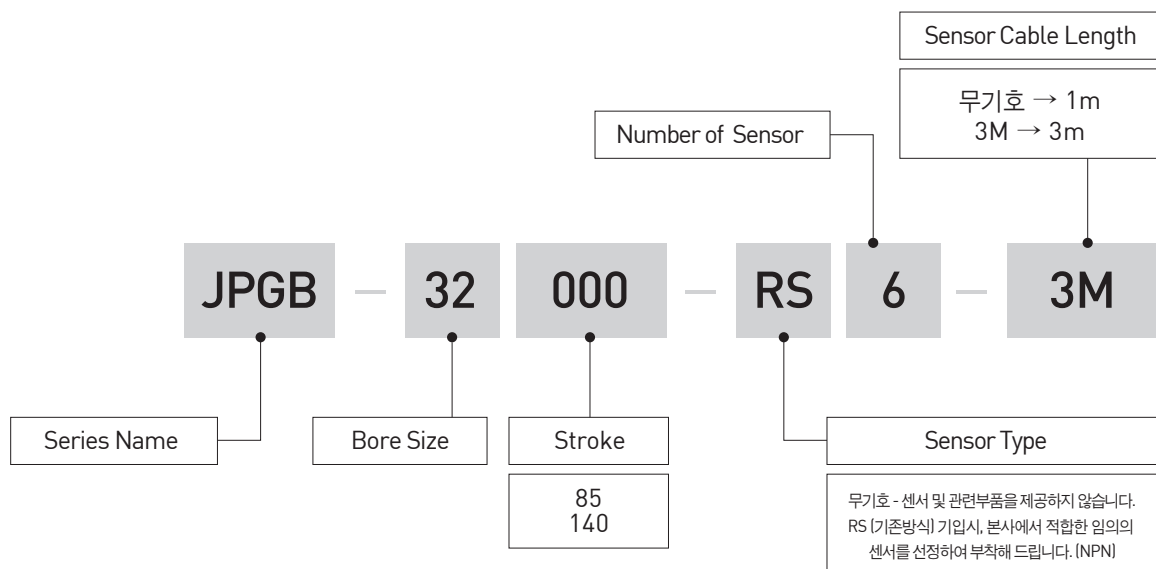 Sensor Cable Length
무기호 → 1m
3M → 3m
Number of Sensor
JPGB — 32 000 — RS 6 — 3M
Series Name
Bore Size
Stroke
85
140
Sensor Type
무기호 - 센서 및 관련부품을 제공하지 않습니다.
RS (기존방식) 기입시, 본사에서 적합한 임의의
센서를 선정하여 부착해 드립니다. (NPN)